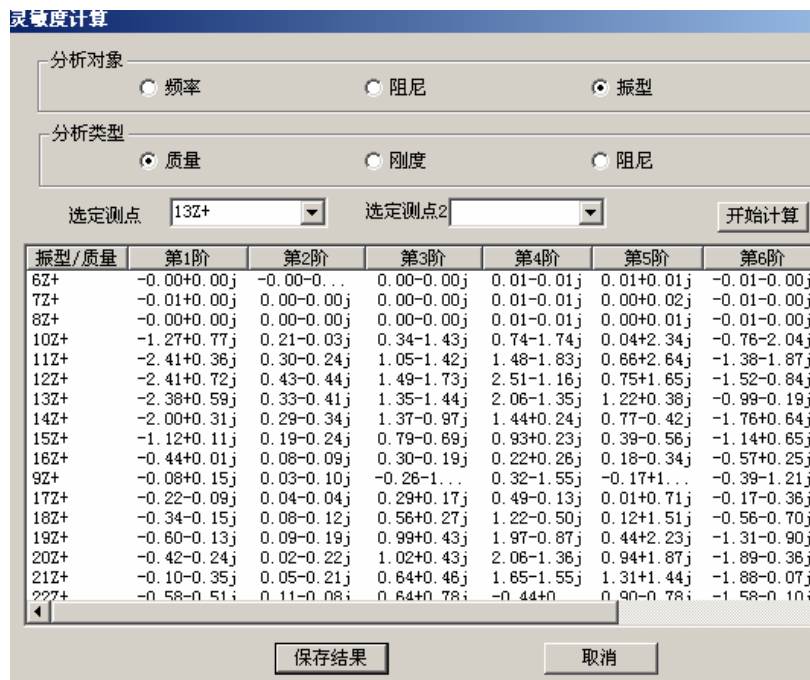 灵敏度计算
分析对象
频率 阻尼 振型
分析类型
质量 刚度 阻尼
选定测点 13Z+ 选定测点2 开始计算
振型/质量 第1阶 第2阶 第3阶 第4阶 第5阶 第6阶
6Z+ -0.00+0.00j -0.00-0... 0.00-0.00j 0.01-0.01j 0.01+0.01j -0.01-0.00j
7Z+ -0.01+0.00j 0.00-0.00j 0.00-0.00j 0.01-0.01j 0.00+0.02j -0.01-0.00j
8Z+ -0.00+0.00j 0.00-0.00j 0.00-0.00j 0.01-0.01j 0.00+0.01j -0.01-0.00j
10Z+ -1.27+0.77j 0.21-0.03j 0.34-1.43j 0.74-1.74j 0.04+2.34j -0.76-2.04j
11Z+ -2.41+0.36j 0.30-0.24j 1.05-1.42j 1.48-1.83j 0.66+2.64j -1.38-1.87j
12Z+ -2.41+0.72j 0.43-0.44j 1.49-1.73j 2.51-1.16j 0.75+1.65j -1.52-0.84j
13Z+ -2.38+0.59j 0.33-0.41j 1.35-1.44j 2.06-1.35j 1.22+0.38j -0.99-0.19j
14Z+ -2.00+0.31j 0.29-0.34j 1.37-0.97j 1.44+0.24j 0.77-0.42j -1.76+0.64j
15Z+ -1.12+0.11j 0.19-0.24j 0.79-0.69j 0.93+0.23j 0.39-0.56j -1.14+0.65j
16Z+ -0.44+0.01j 0.08-0.09j 0.30-0.19j 0.22+0.26j 0.18-0.34j -0.57+0.25j
9Z+ -0.08+0.15j 0.03-0.10j -0.26-1... 0.32-1.55j -0.17+1... -0.39-1.21j
17Z+ -0.22-0.09j 0.04-0.04j 0.29+0.17j 0.49-0.13j 0.01+0.71j -0.17-0.36j
18Z+ -0.34-0.15j 0.08-0.12j 0.56+0.27j 1.22-0.50j 0.12+1.51j -0.56-0.70j
19Z+ -0.60-0.13j 0.09-0.19j 0.99+0.43j 1.97-0.87j 0.44+2.23j -1.31-0.90j
20Z+ -0.42-0.24j 0.02-0.22j 1.02+0.43j 2.06-1.36j 0.94+1.87j -1.89-0.36j
21Z+ -0.10-0.35j 0.05-0.21j 0.64+0.46j 1.65-1.55j 1.31+1.44j -1.88-0.07j
22Z+ -0.58-0.51j 0.11-0.08j 0.64+0.78j -0.44+0... 0.90-0.78j -1.58-0.10j
保存结果 取消